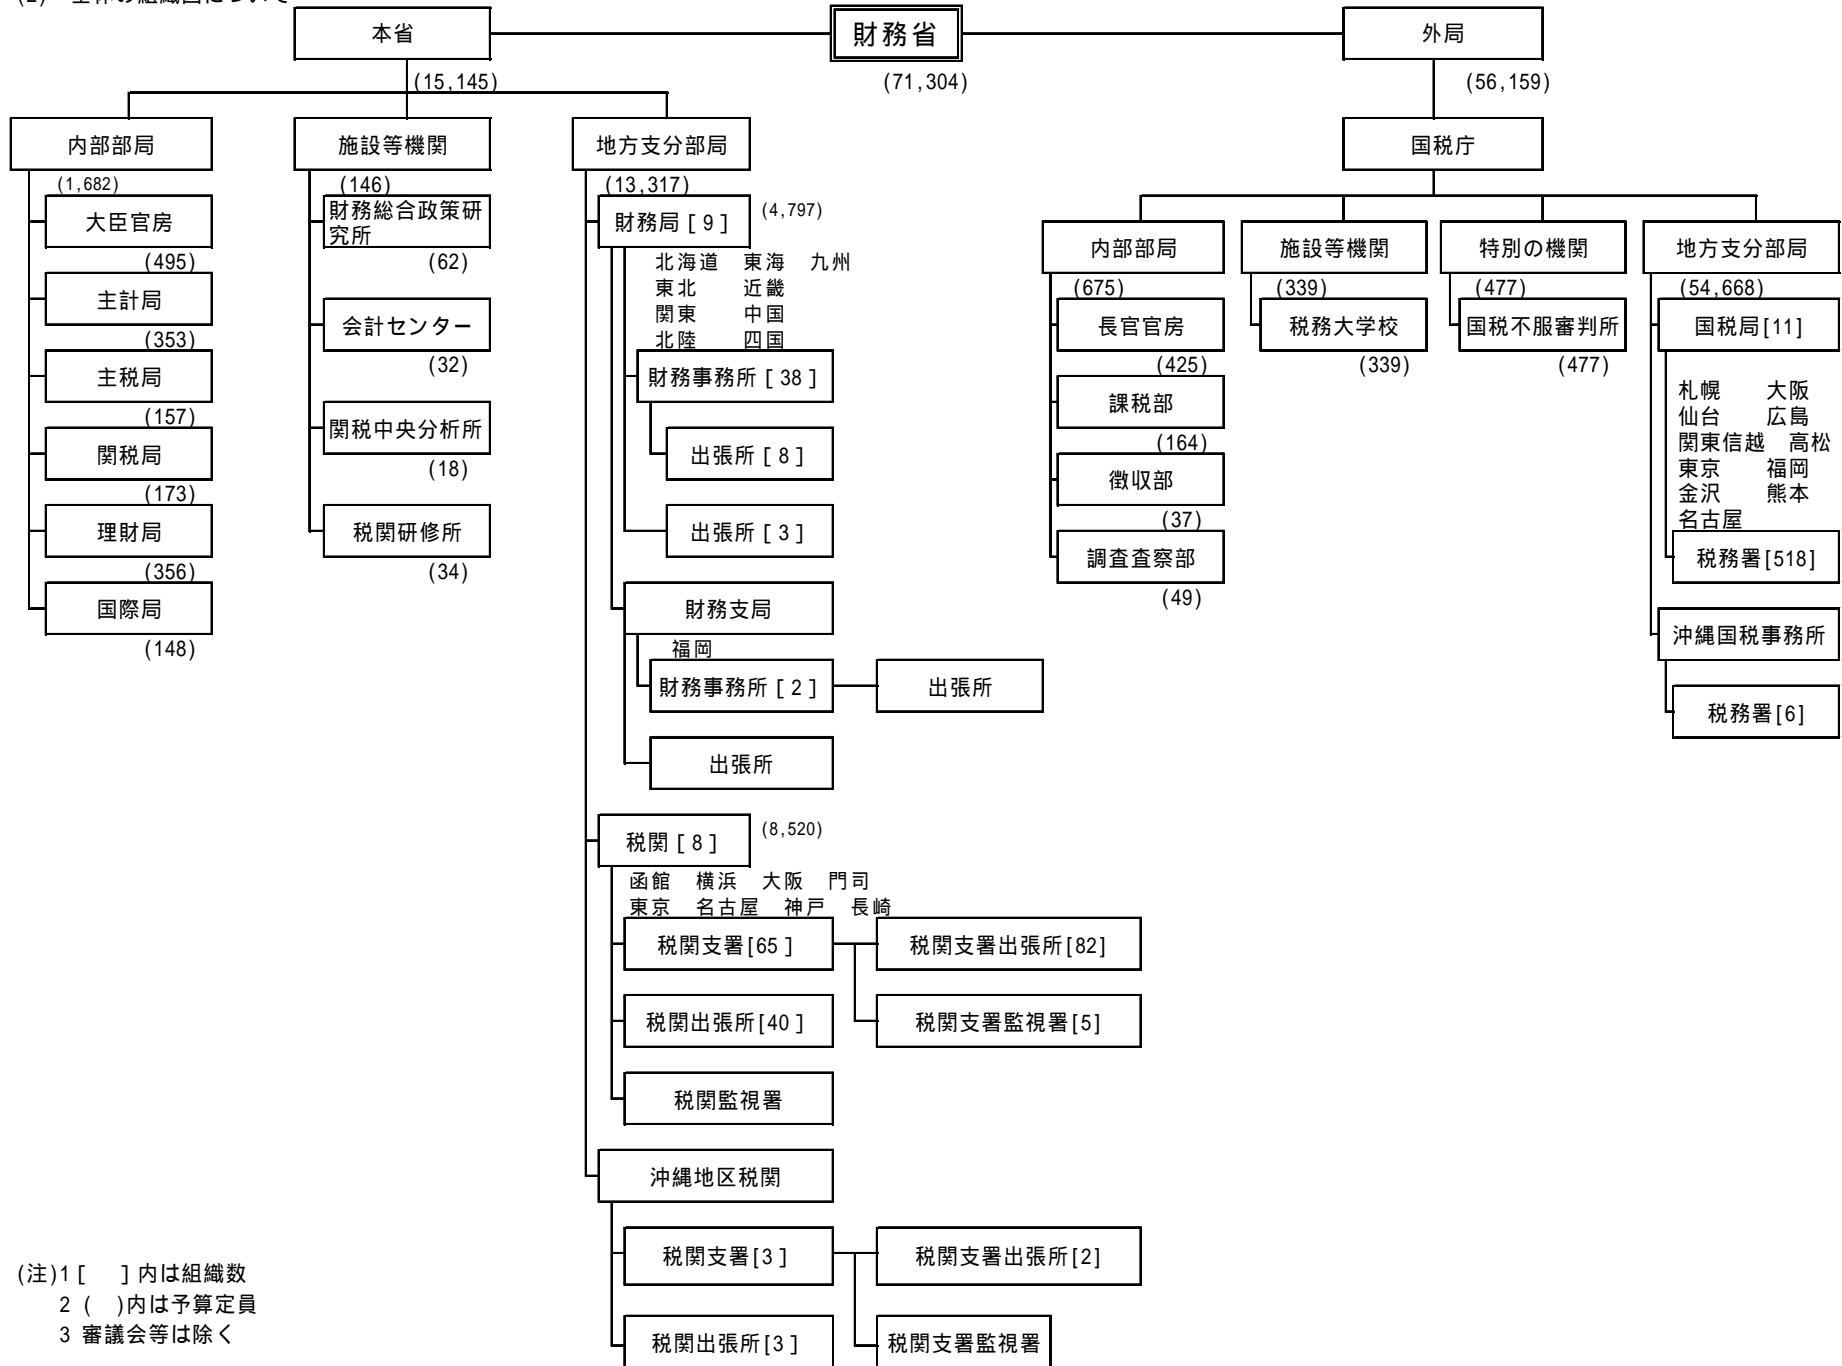 本省
財務省
外局
(15,145)
(71,304)
(56,159)
内部部局
施設等機関
地方支分部局
国税庁
(1,682)
大臣官房
(495)
主計局
(353)
主税局
(157)
関税局
(173)
理財局
(356)
国際局
(148)
(146)
財務総合政策研
究所
(62)
会計センター
(32)
関税中央分析所
(18)
税関研修所
(34)
(13,317)
財務局[9]
(4,797)
北海道 東海 九州
東北 近畿
関東 中国
北陸 四国
財務事務所[38]
出張所[8]
出張所[3]
財務支局
福岡
財務事務所[2]
出張所
出張所
税関[8]
(8,520)
函館 横浜 大阪 門司
東京 名古屋 神戸 長崎
税関支署[65]
税関支署出張所[82]
税関出張所[40]
税関支署監視署[5]
税関監視署
沖縄地区税関
税関支署[3]
税関支署出張所[2]
税関出張所[3]
税関支署監視署
内部部局
(675)
長官官房
(425)
課税部
(164)
徴収部
(37)
調査査察部
(49)
施設等機関
(339)
税務大学校
(339)
特別の機関
(477)
国税不服審判所
(477)
地方支分部局
(54,668)
国税局[11]
札幌 大阪
仙台 広島
関東信越 高松
東京 福岡
金沢 熊本
名古屋
税務署[518]
沖縄国税事務所
税務署[6]
(注)1 [ ]内は組織数
2 ( )内は予算定員
3 審議会等は除く